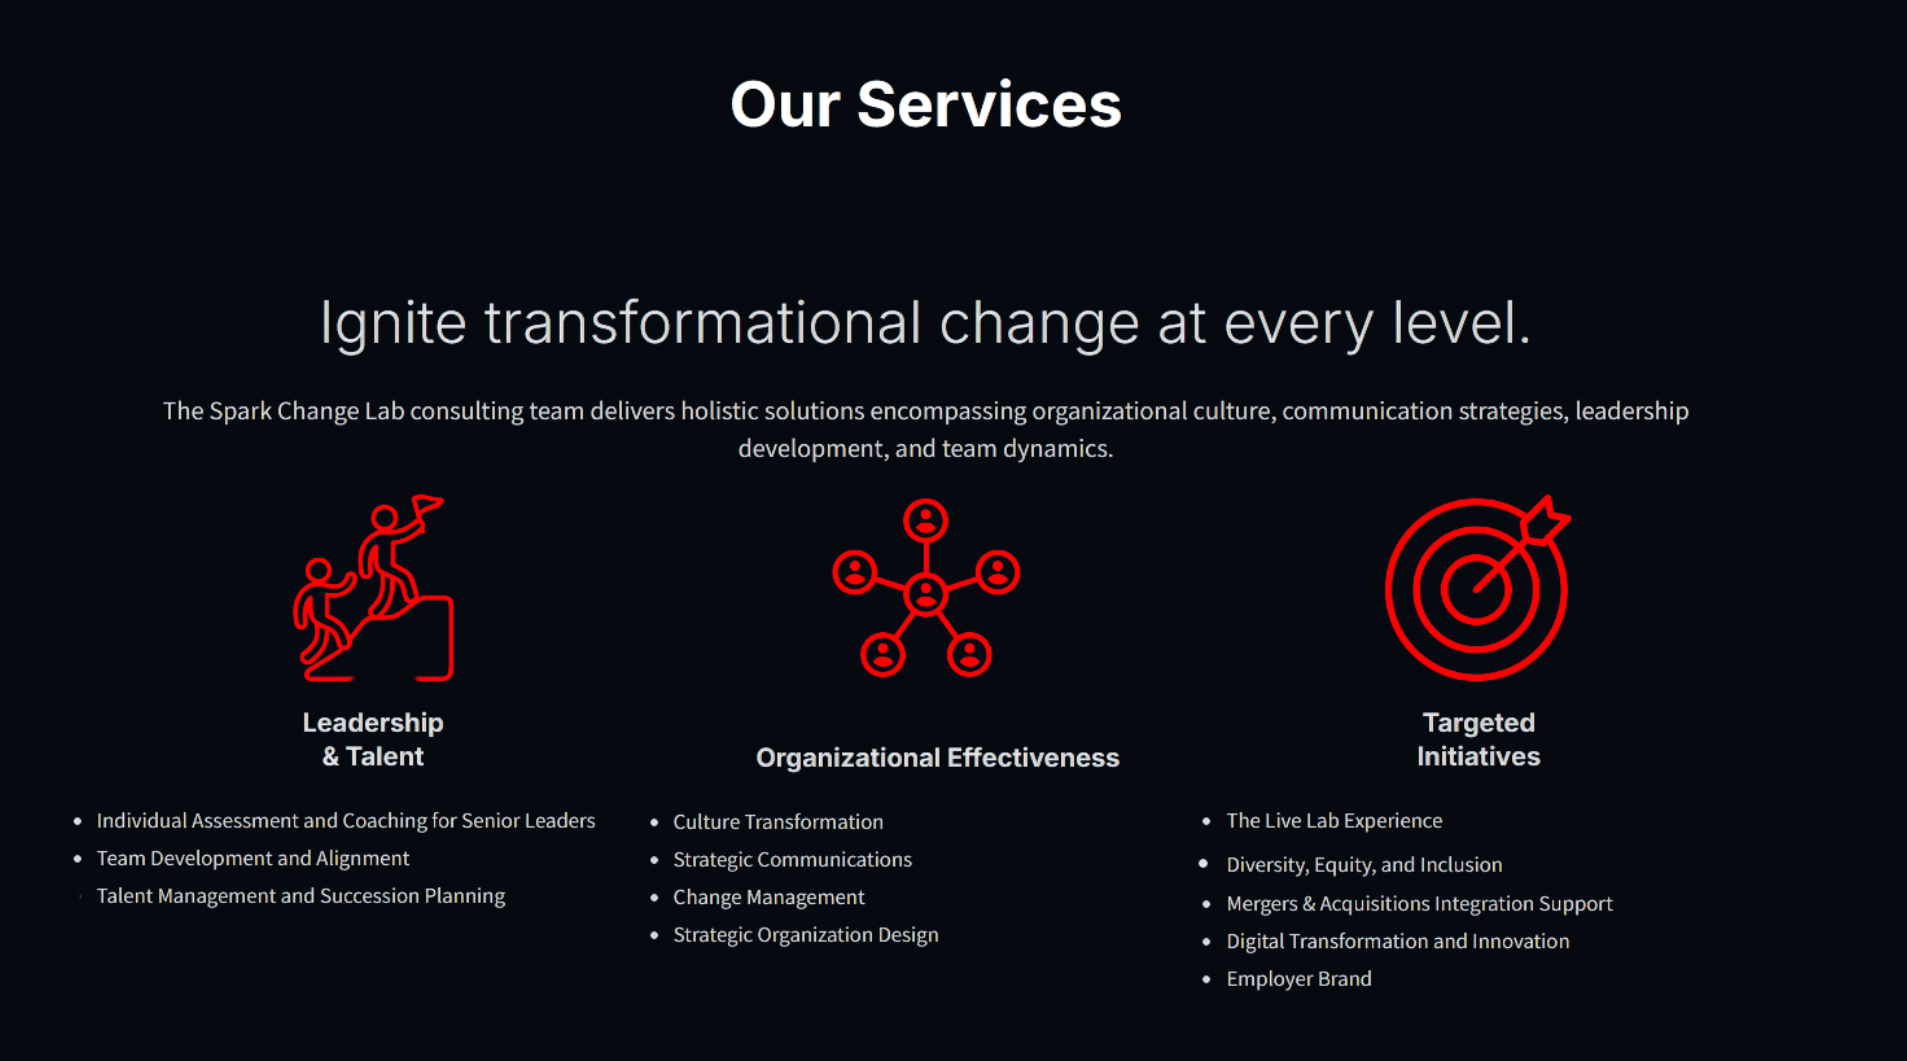 Our Services
Ignite transformational change at every level.
The Spark Change Lab consulting team delivers holistic solutions encompassing organizational culture, communication strategies, leadership
development, and team dynamics.
Leadership
& Talent
• Individual Assessment and Coaching for Senior Leaders
• Team Development and Alignment
Talent Management and Succession Planning
Organizational Effectiveness
• Culture Transformation
• Strategic Communications
• Change Management
• Strategic Organization Design
Targeted
Initiatives
• The Live Lab Experience
• Diversity, Equity, and Inclusion
• Mergers & Acquisitions Integration Support
• Digital Transformation and Innovation
• Employer Brand